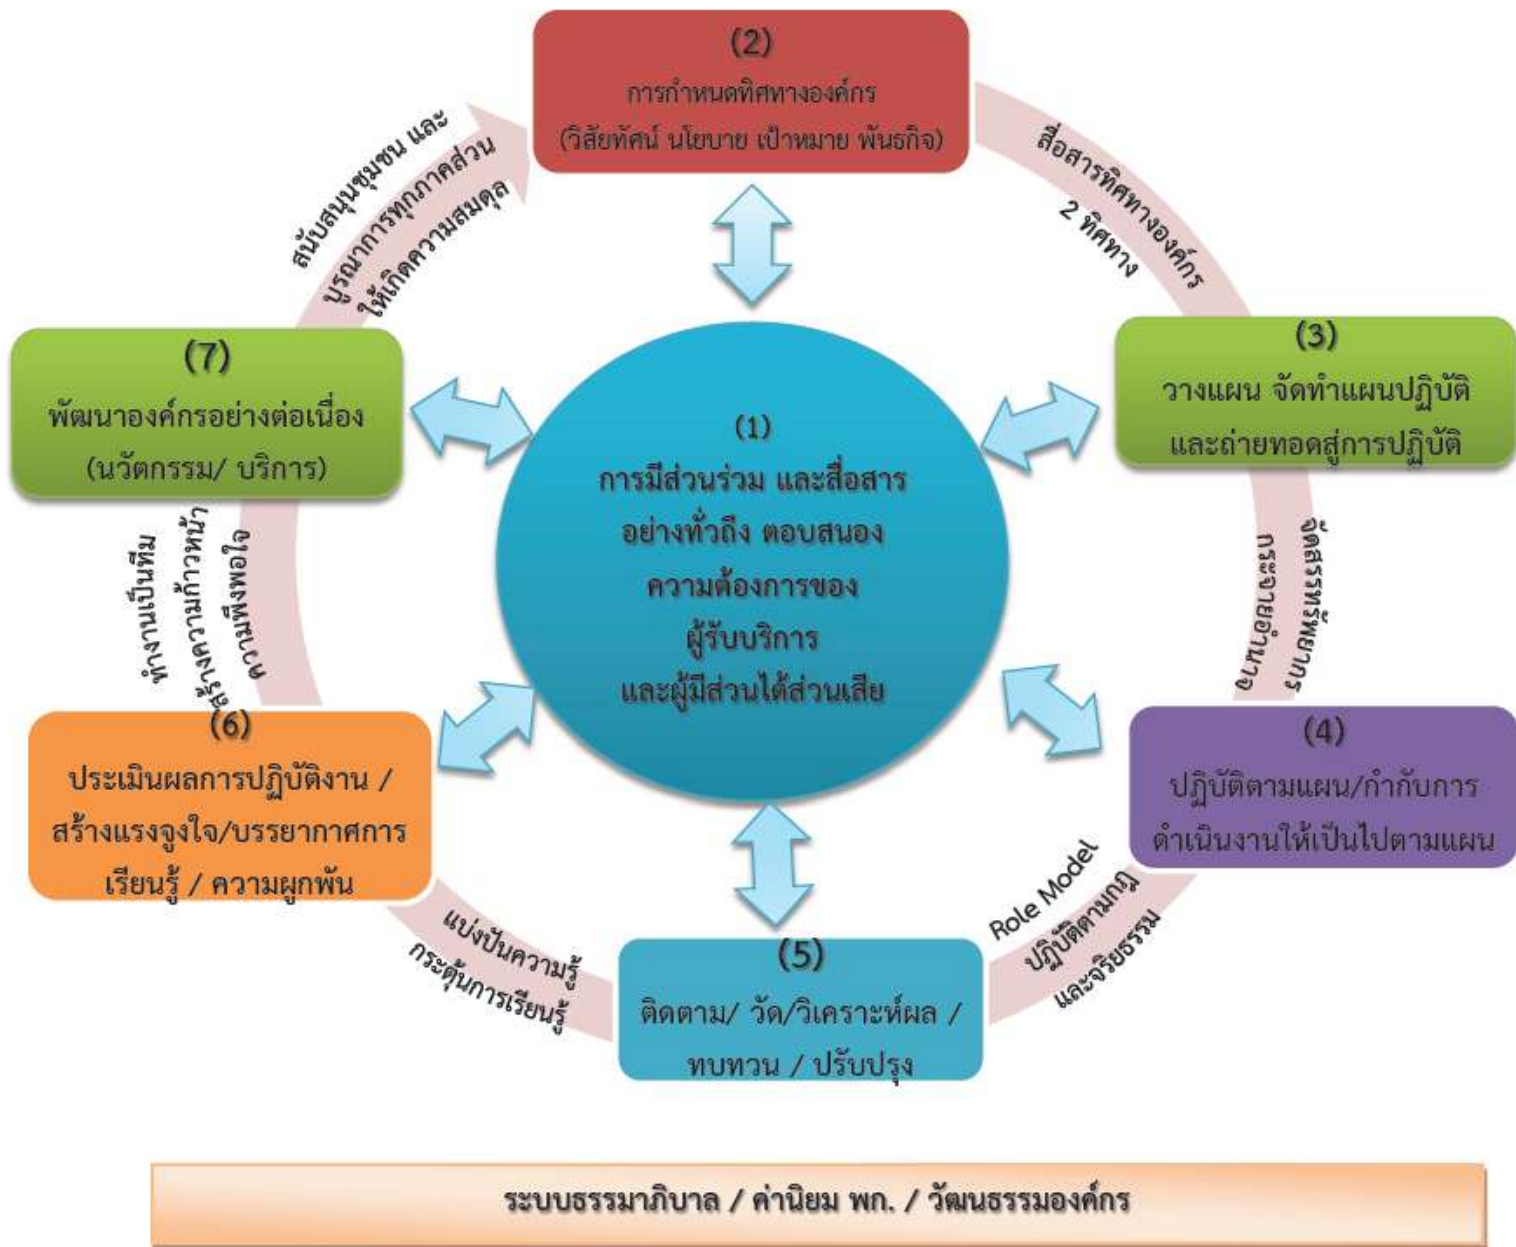 (2)
การกำหนดทิศทางองค์กร
(วิสัยทัศน์ นโยบาย เป้าหมาย พันธกิจ)
สื่อสารทิศทางองค์กร
2 ทิศทาง
(3)
วางแผน จัดทำแผนปฏิบัติ
และถ่ายทอดสู่การปฏิบัติ
จัดสรรทรัพยากร
กระจายอำนาจ
(4)
ปฏิบัติตามแผน/กำกับการ
ดำเนินงานให้เป็นไปตามแผน
Role Model
ปฏิบัติตามกฎ
และจริยธรรม
(5)
ติดตาม/ วัด/วิเคราะห์ผล /
ทบทวน / ปรับปรุง
แบ่งปันความรู้
กระตุ้นการเรียนรู้
(6)
ประเมินผลการปฏิบัติงาน /
สร้างแรงจูงใจ/บรรยากาศการ
เรียนรู้ / ความผูกพัน
ทำงานเป็นทีม
สร้างความก้าวหน้า
ความพึงพอใจ
(7)
พัฒนาองค์กรอย่างต่อเนื่อง
(นวัตกรรม/ บริการ)
สนับสนุนชุมชน และ
บูรณาการทุกภาคส่วน
ให้เกิดความสมดุล
(1)
การมีส่วนร่วม และสื่อสาร
อย่างทั่วถึง ตอบสนอง
ความต้องการของ
ผู้รับบริการ
และผู้มีส่วนได้ส่วนเสีย
ระบบธรรมาภิบาล / ค่านิยม พก. / วัฒนธรรมองค์กร